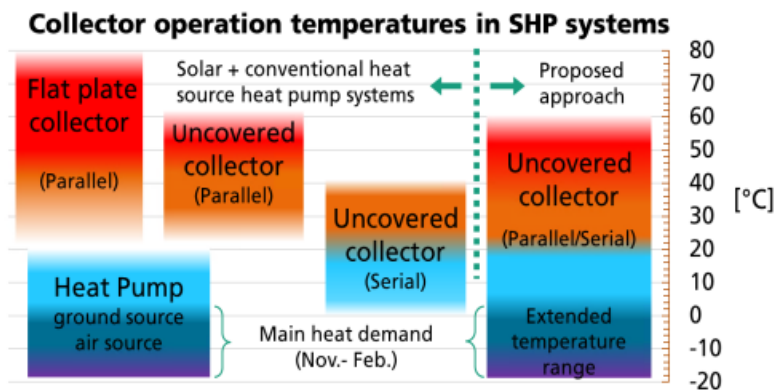 Collector operation temperatures in SHP systems
Flat plate
collector
(Parallel)
Solar + conventional heat
source heat pump systems
Proposed
approach
Uncovered
collector
(Parallel)
Uncovered
collector
(Serial)
Uncovered
collector
(Parallel/Serial)
Heat Pump
ground source
air source
Main heat demand
(Nov.- Feb.)
Extended
temperature
range
80
70
60
50
40
30
20
10
0
-10
-20
[°C]